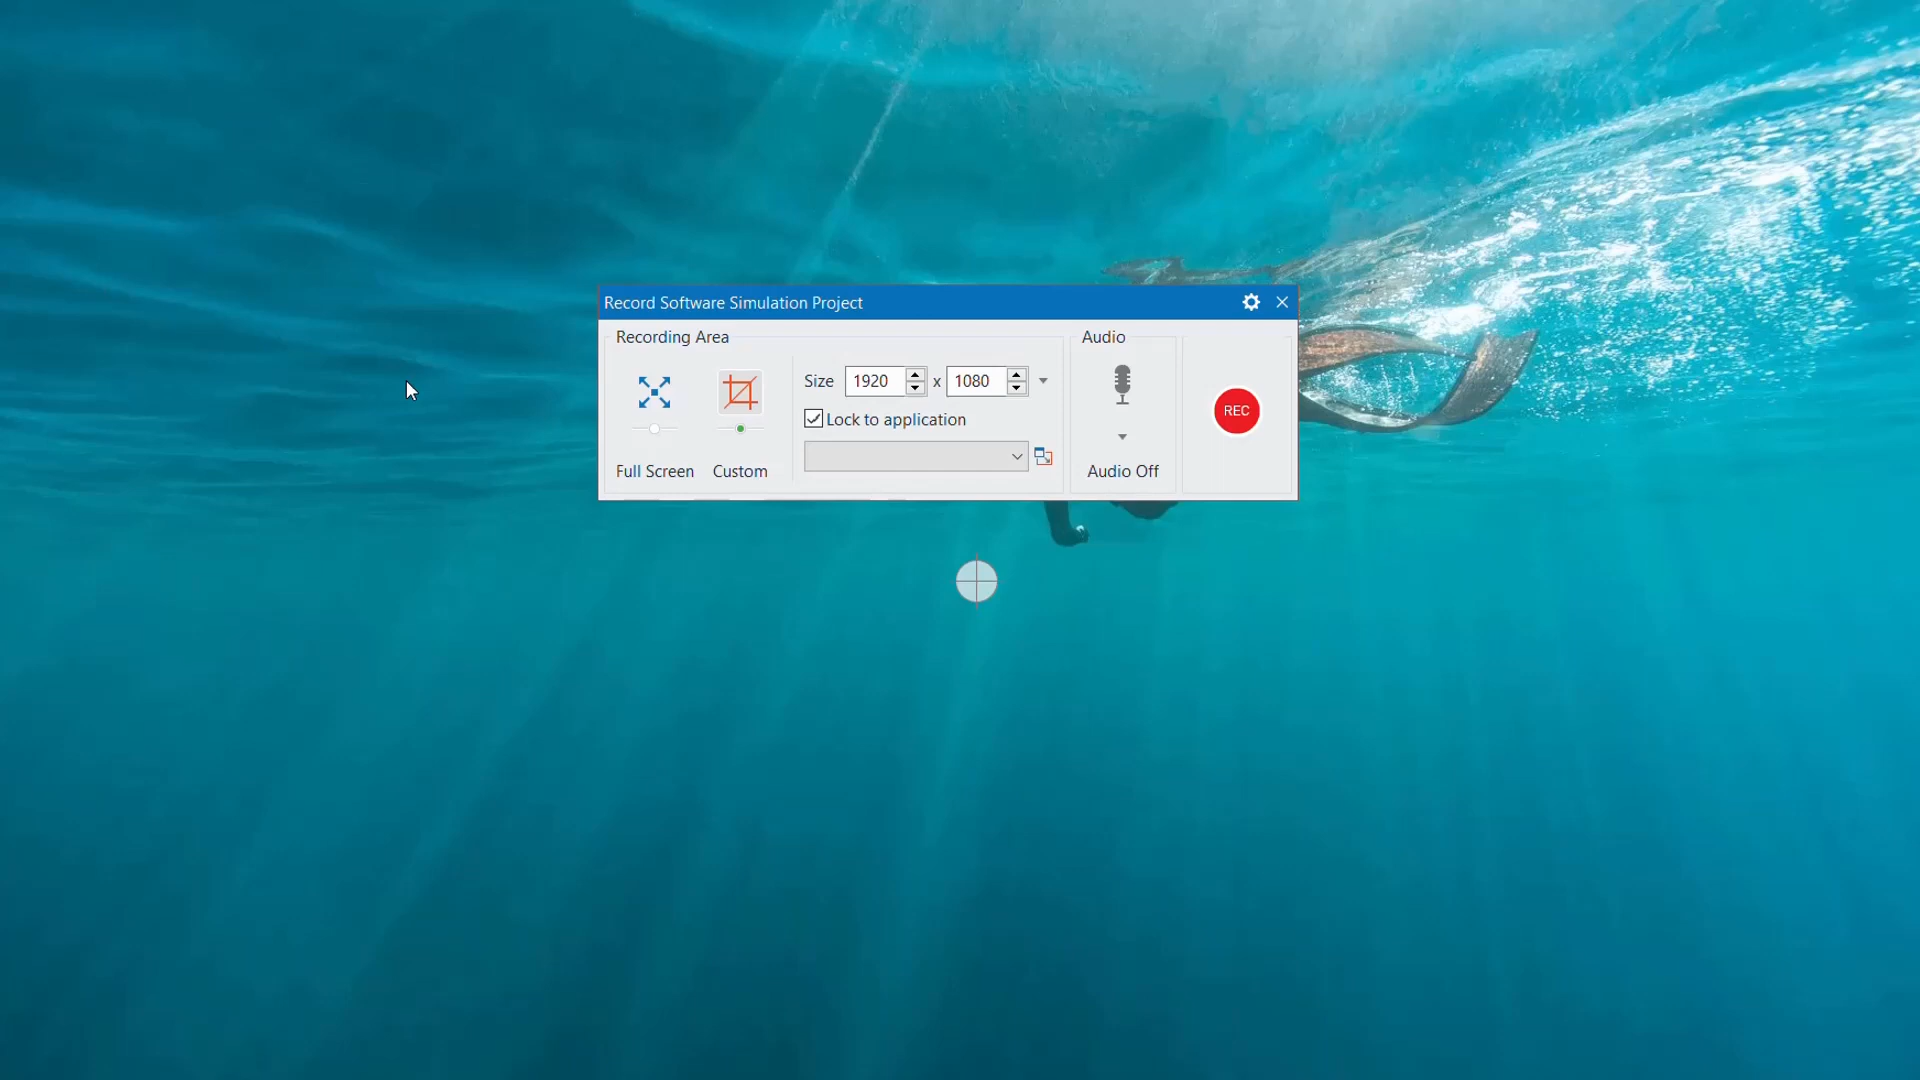 Record Software Simulation Project
Recording Area
Audio
Size 1920 x 1080
Lock to application
REC
Full Screen
Custom
Audio Off